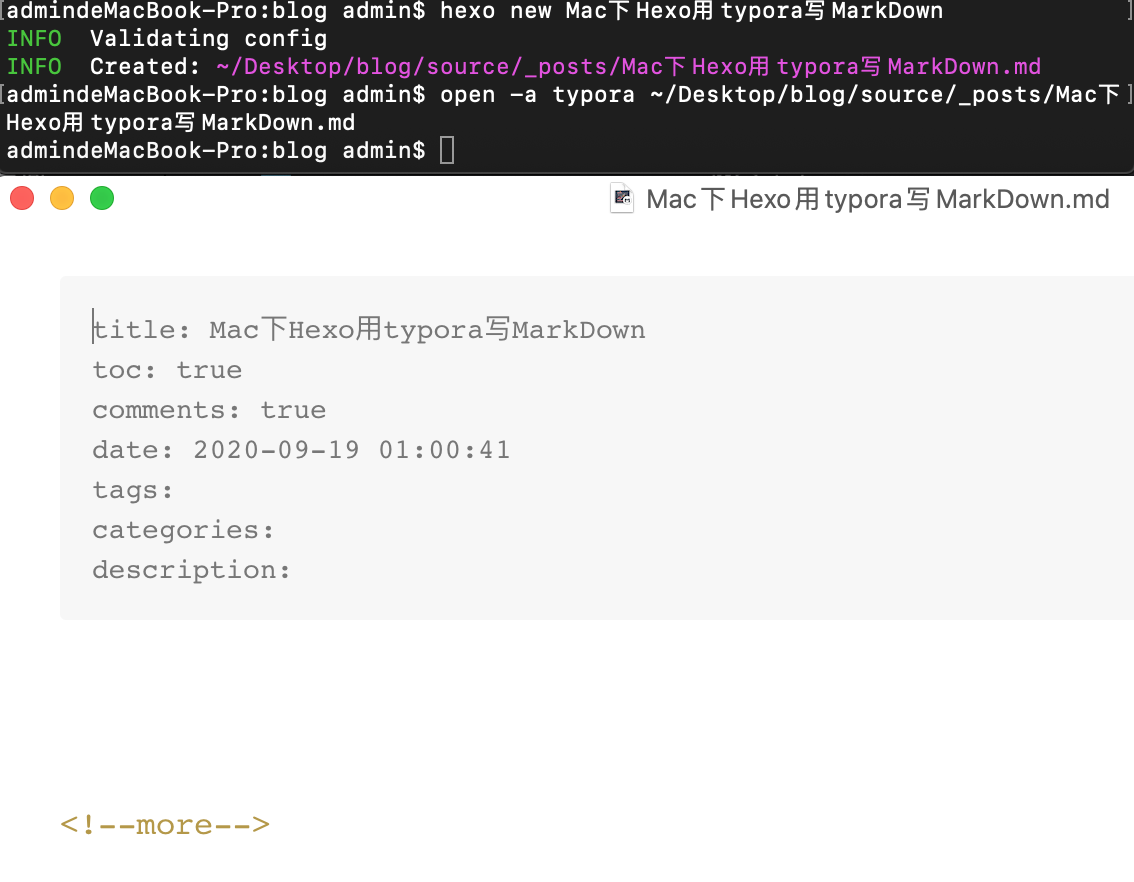 [admindeMacBook-Pro:blog admin$ hexo new Mac下Hexo用typora写MarkDown ]
INFO  Validating config
INFO  Created: ~/Desktop/blog/source/_posts/Mac下Hexo用typora写MarkDown.md
[admindeMacBook-Pro:blog admin$ open -a typora ~/Desktop/blog/source/_posts/Mac下 ]
Hexo用typora写MarkDown.md
admindeMacBook-Pro:blog admin$
Mac下Hexo用typora写MarkDown.md
title: Mac下Hexo用typora写MarkDown
toc: true
comments: true
date: 2020-09-19 01:00:41
tags:
categories:
description:
<!--more-->